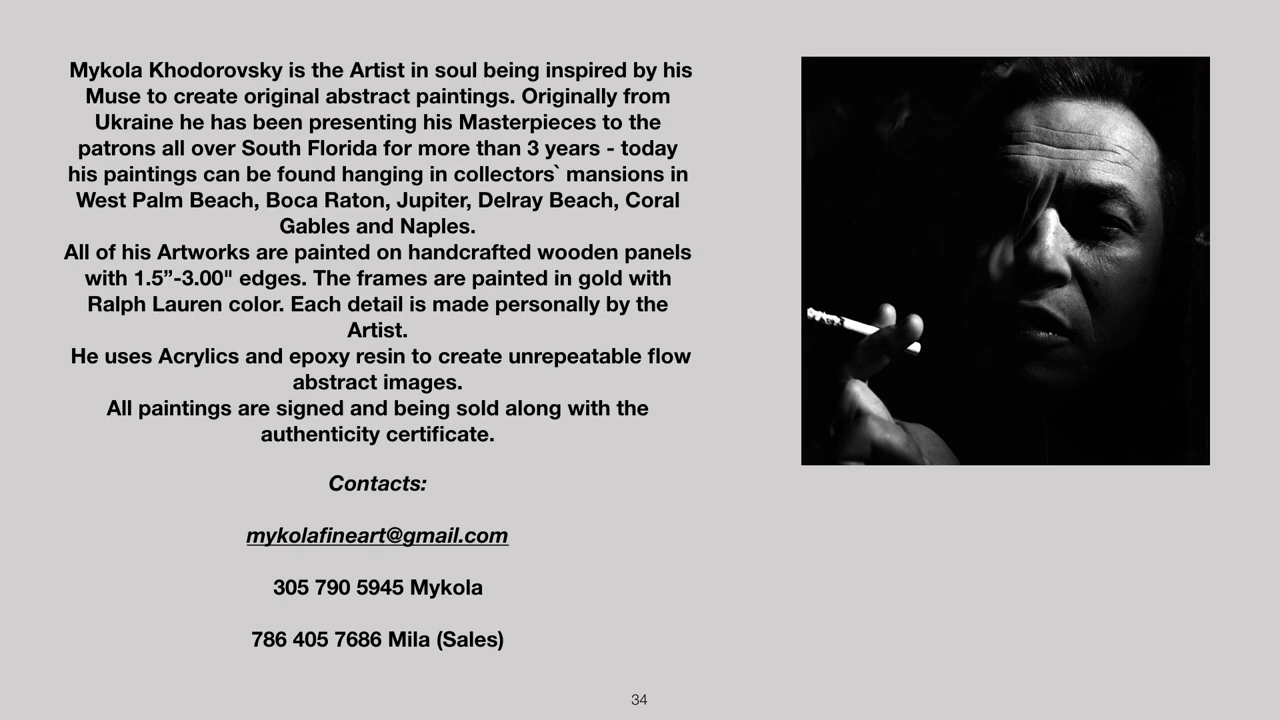 Mykola Khodorovsky is the Artist in soul being inspired by his
Muse to create original abstract paintings. Originally from
Ukraine he has been presenting his Masterpieces to the
patrons all over South Florida for more than 3 years - today
his paintings can be found hanging in collectors` mansions in
West Palm Beach, Boca Raton, Jupiter, Delray Beach, Coral
Gables and Naples.
All of his Artworks are painted on handcrafted wooden panels
with 1.5”-3.00" edges. The frames are painted in gold with
Ralph Lauren color. Each detail is made personally by the
Artist.
He uses Acrylics and epoxy resin to create unrepeatable flow
abstract images.
All paintings are signed and being sold along with the
authenticity certificate.
Contacts:
mykolafineart@gmail.com
305 790 5945 Mykola
786 405 7686 Mila (Sales)
34